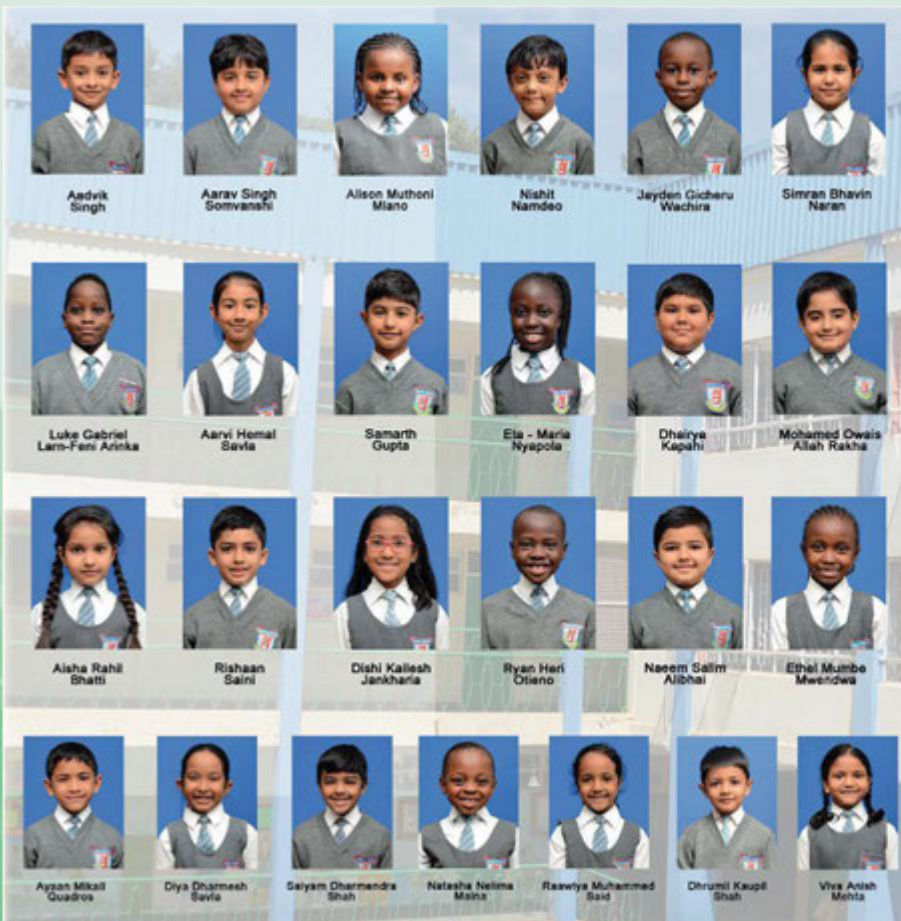 Aadvik
Singh
Aarav Singh
Somvanshi
Alison Muthoni
Miano
Nishit
Namdeo
Jayden Gicheru
Wachira
Simran Bhavin
Naran
Luke Gabriel
Larn-Feni Arinka
Aarvi Hemal
Savla
Samarth
Gupta
Eta - Maria
Nyapola
Dhairya
Kapahi
Mohamed Owais
Allah Rakha
Aisha Rahil
Bhatti
Rishaan
Saini
Dishi Kailesh
Jankharia
Ryan Heri
Otieno
Naeem Salim
Alibhai
Ethel Mumbe
Mwendwa
Ayaan Mikail
Quadros
Diya Dharmesh
Savla
Saiyam Dharmendra
Shah
Natasha Nelima
Maina
Raawiya Muhammed
Said
Dhrumil Kaupil
Shah
Viva Anish
Mehta